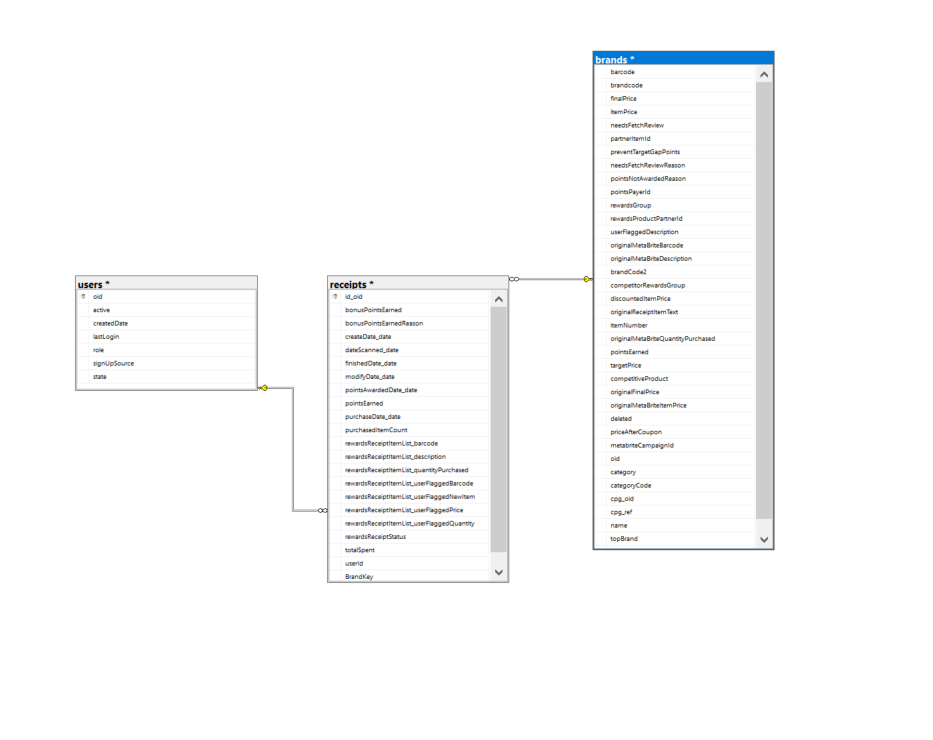 users *
oid
active
createdDate
lastLogin
role
signUpSource
state
receipts *
id_oid
bonusPointsEarned
bonusPointsEarnedReason
createDate_date
dateScanned_date
finishedDate_date
modifyDate_date
pointsAwardedDate_date
pointsEarned
purchaseDate_date
purchasedItemCount
rewardsReceiptItemList_barcode
rewardsReceiptItemList_description
rewardsReceiptItemList_quantityPurchased
rewardsReceiptItemList_userFlaggedBarcode
rewardsReceiptItemList_userFlaggedNewItem
rewardsReceiptItemList_userFlaggedPrice
rewardsReceiptItemList_userFlaggedQuantity
rewardsReceiptStatus
totalSpent
userId
BrandKey
brands *
barcode
brandcode
finalPrice
itemPrice
needsFetchReview
partnerItemId
preventTargetGapPoints
needsFetchReviewReason
pointsNotAwardedReason
pointsPayerId
rewardsGroup
rewardsProductPartnerId
userFlaggedDescription
originalMetaBriteBarcode
originalMetaBriteDescription
brandCode2
competitorRewardsGroup
discountedItemPrice
originalReceiptItemText
itemNumber
originalMetaBriteQuantityPurchased
pointsEarned
targetPrice
competitiveProduct
originalFinalPrice
originalMetaBriteItemPrice
deleted
priceAfterCoupon
metabriteCampaignId
oid
category
categoryCode
cpg_oid
cpg_ref
name
topBrand